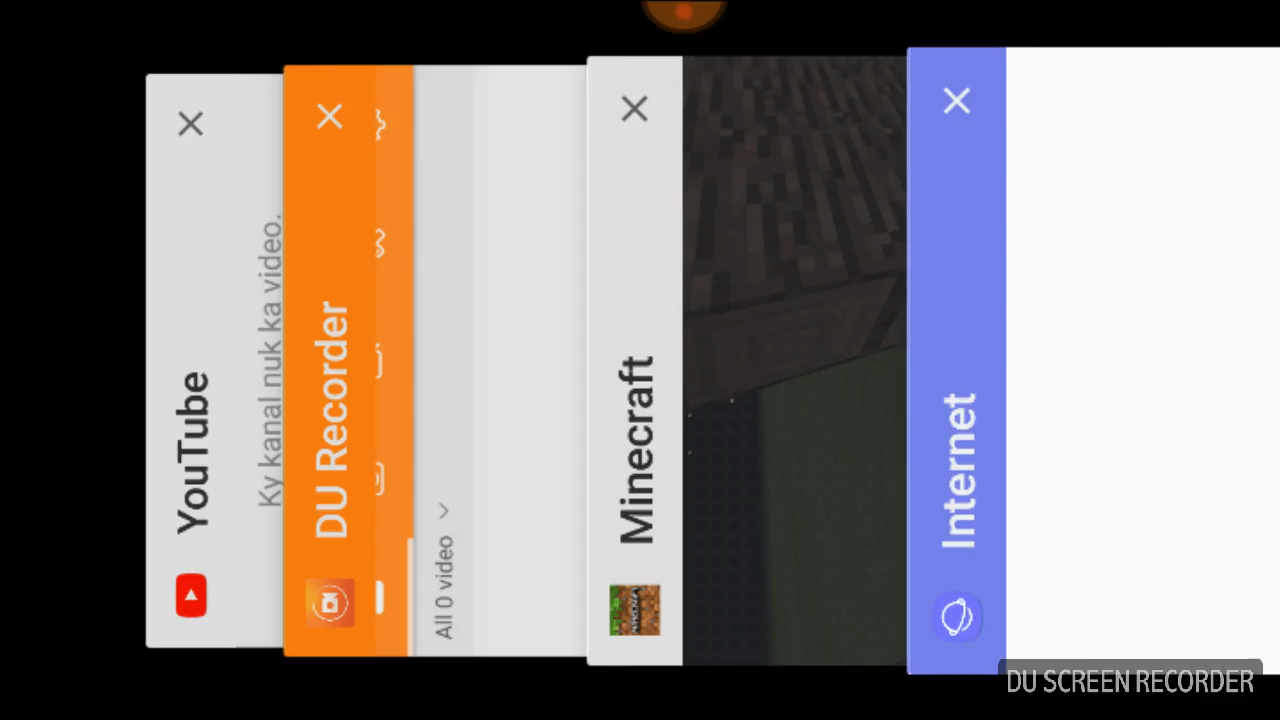 YouTube
Ky kanal nuk ka video.
DU Recorder
All 0 video
Minecraft
Internet
DU SCREEN RECORDER